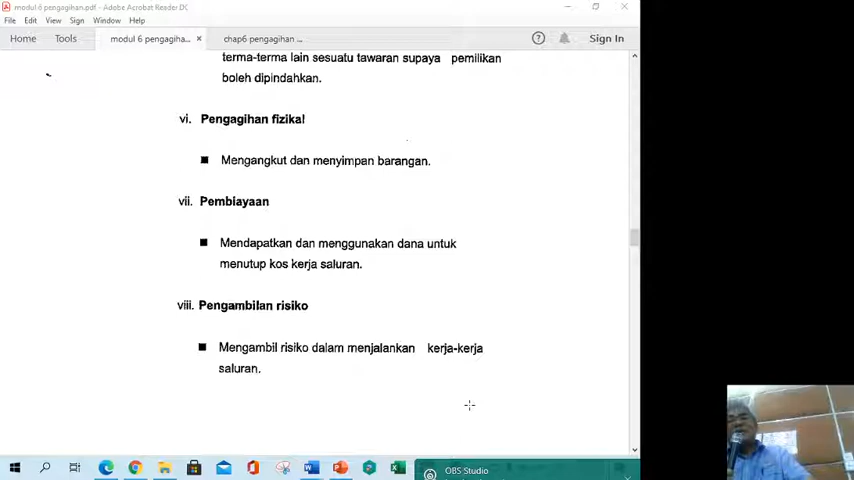 modul 6 pengagihan.pdf - Adobe Acrobat Reader DC
File Edit View Sign Window Help
Home Tools modul 6 pengagiha... × chap6 pengagihan ... Sign In
terma-terma lain sesuatu tawaran supaya pemilikan
boleh dipindahkan.
vi. Pengagihan fizikal
■ Mengangkut dan menyimpan barangan.
vii. Pembiayaan
■ Mendapatkan dan menggunakan dana untuk
menutup kos kerja saluran.
viii. Pengambilan risiko
■ Mengambil risiko dalam menjalankan kerja-kerja
saluran.
OBS Studio